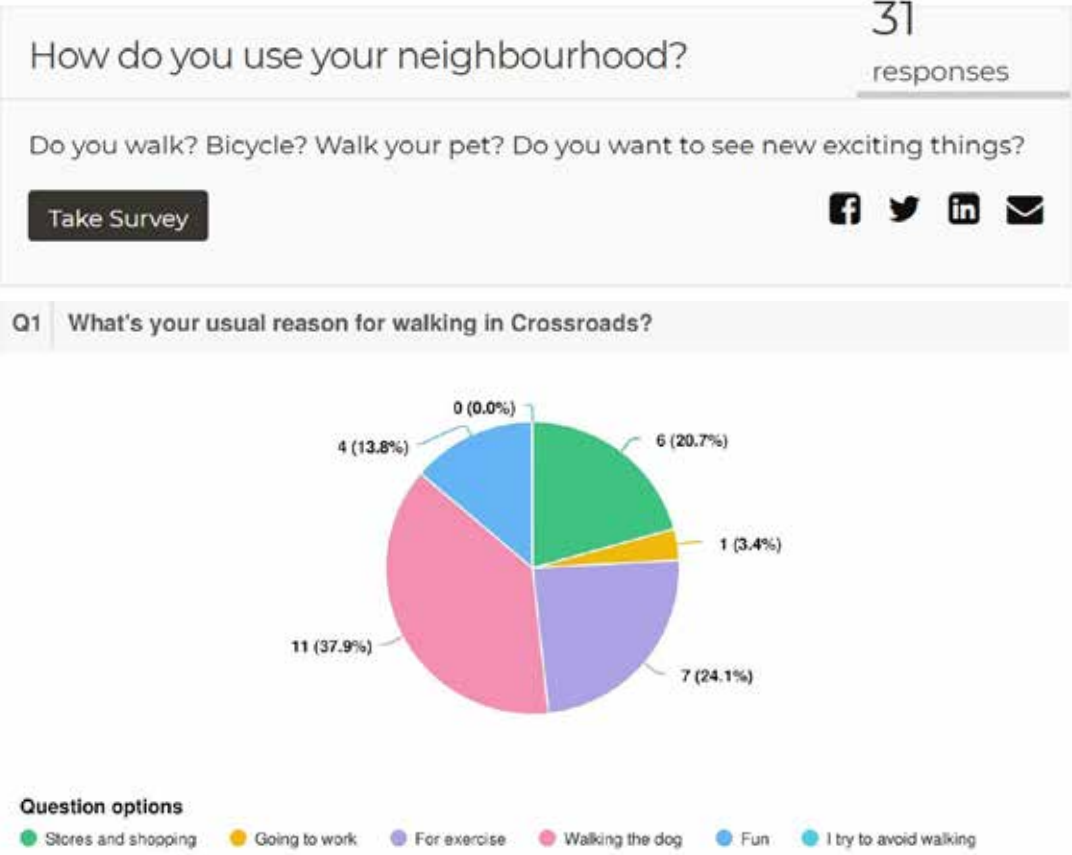 31
How do you use your neighbourhood?
responses
Do you walk? Bicycle? Walk your pet? Do you want to see new exciting things?
Take Survey
Q1 What's your usual reason for walking in Crossroads?
0 (0.0%)
4 (13.8%)
6 (20.7%)
1 (3.4%)
11 (37.9%)
7 (24.1%)
Question options
Stores and shopping Going to work For exercise Walking the dog Fun I try to avoid walking